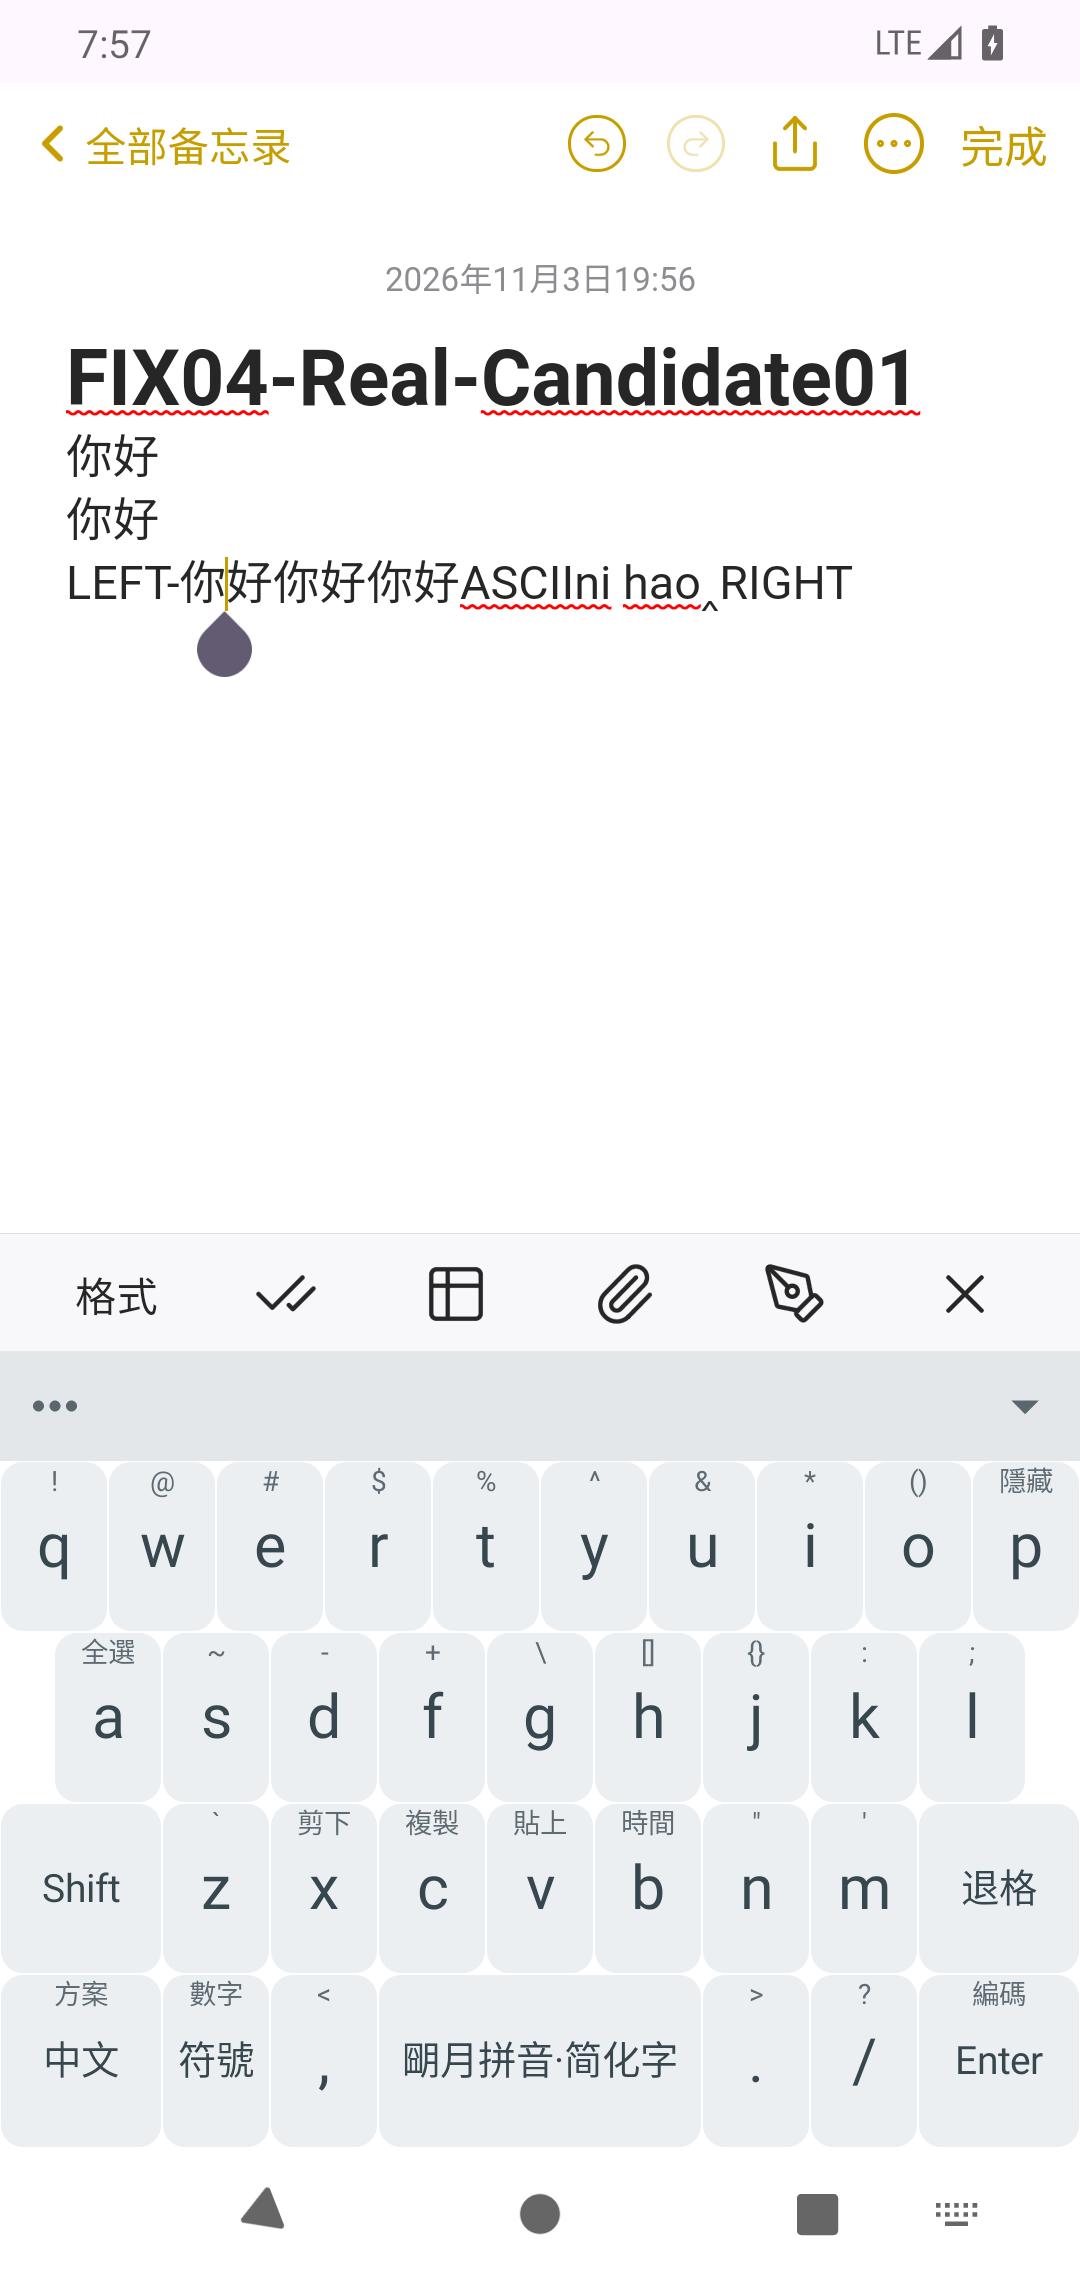 7:57 LTE
全部备忘录 完成
2026年11月3日19:56
FIX04-Real-Candidate01
你好
你好
LEFT-你好你好你好ASCIIni hao‸RIGHT
格式
! @ # $ % ^ & * () 隱藏
q w e r t y u i o p
全選 ~ - + \ [] {} : ;
a s d f g h j k l
` 剪下 複製 貼上 時間 " '
Shift z x c v b n m 退格
方案 數字 < > ? 編碼
中文 符號 , 朙月拼音·简化字 . / Enter